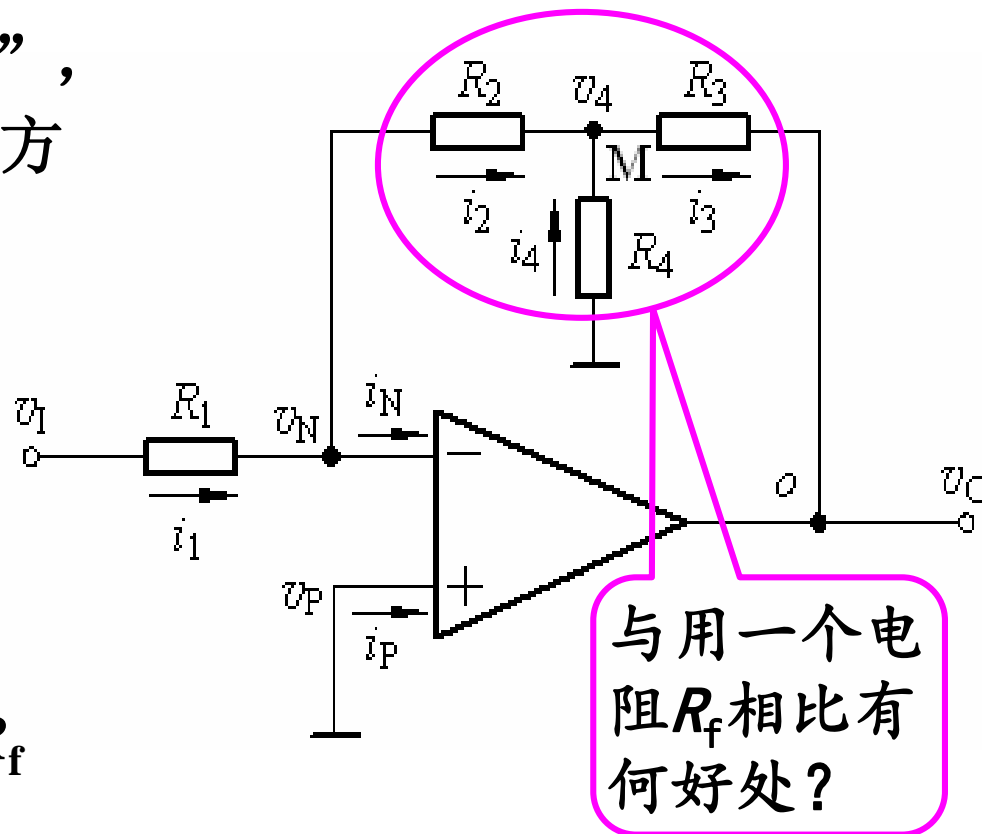 ”，
方
R2 v4 R3
M
i2 i3
i4 R4
vI R1 vN iN
−
i1
o vO
vP +
iP
与用一个电
阻Rf相比有
何好处？
，
f